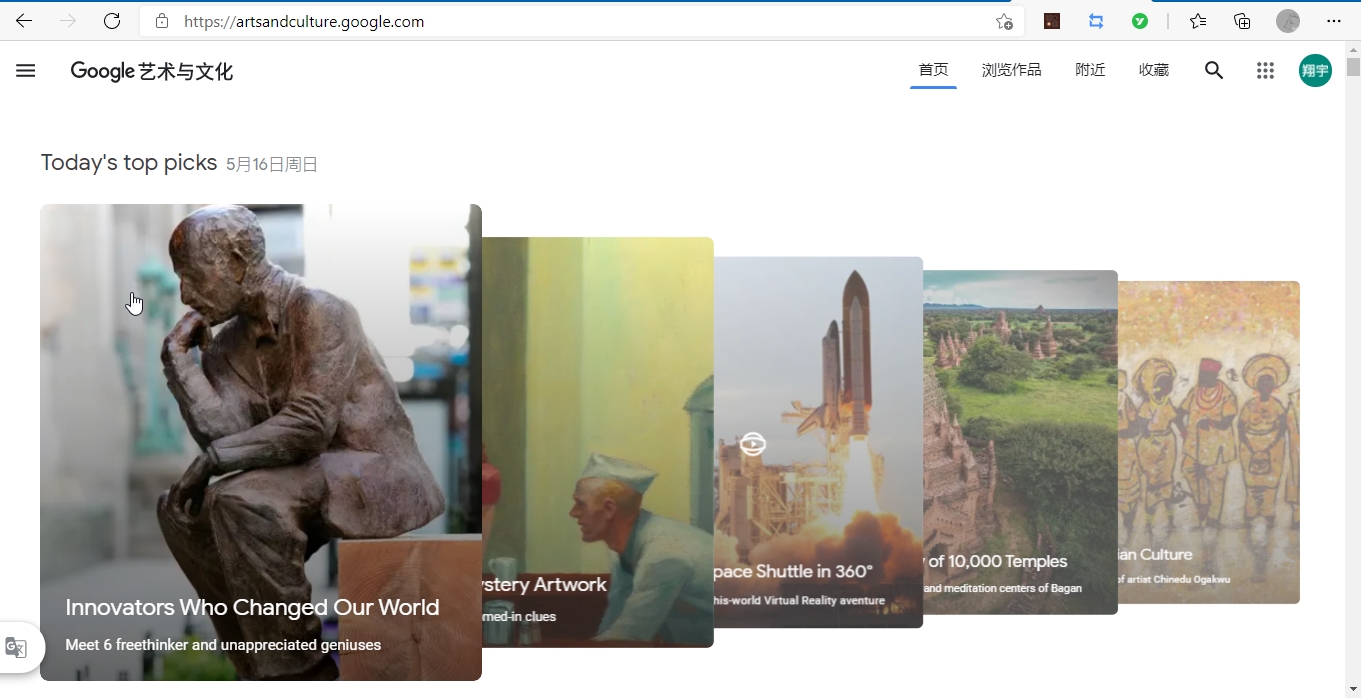 https://artsandculture.google.com
Google 艺术与文化
首页
浏览作品
附近
收藏
翔宇
Today's top picks 5月16日周日
Innovators Who Changed Our World
Meet 6 freethinker and unappreciated geniuses
ystery Artwork
med-in clues
pace Shuttle in 360°
his-world Virtual Reality aventure
of 10,000 Temples
and meditation centers of Bagan
ian Culture
of artist Chinedu Ogakwu